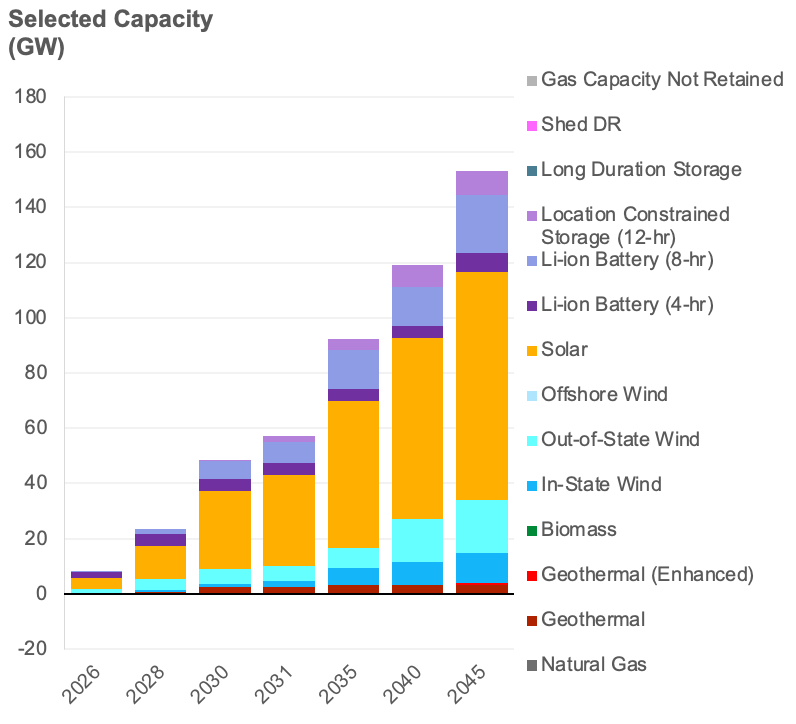 Selected Capacity
(GW)
180
160
140
120
100
80
60
40
20
0
-20
2026
2028
2030
2031
2035
2040
2045
Gas Capacity Not Retained
Shed DR
Long Duration Storage
Location Constrained
Storage (12-hr)
Li-ion Battery (8-hr)
Li-ion Battery (4-hr)
Solar
Offshore Wind
Out-of-State Wind
In-State Wind
Biomass
Geothermal (Enhanced)
Geothermal
Natural Gas